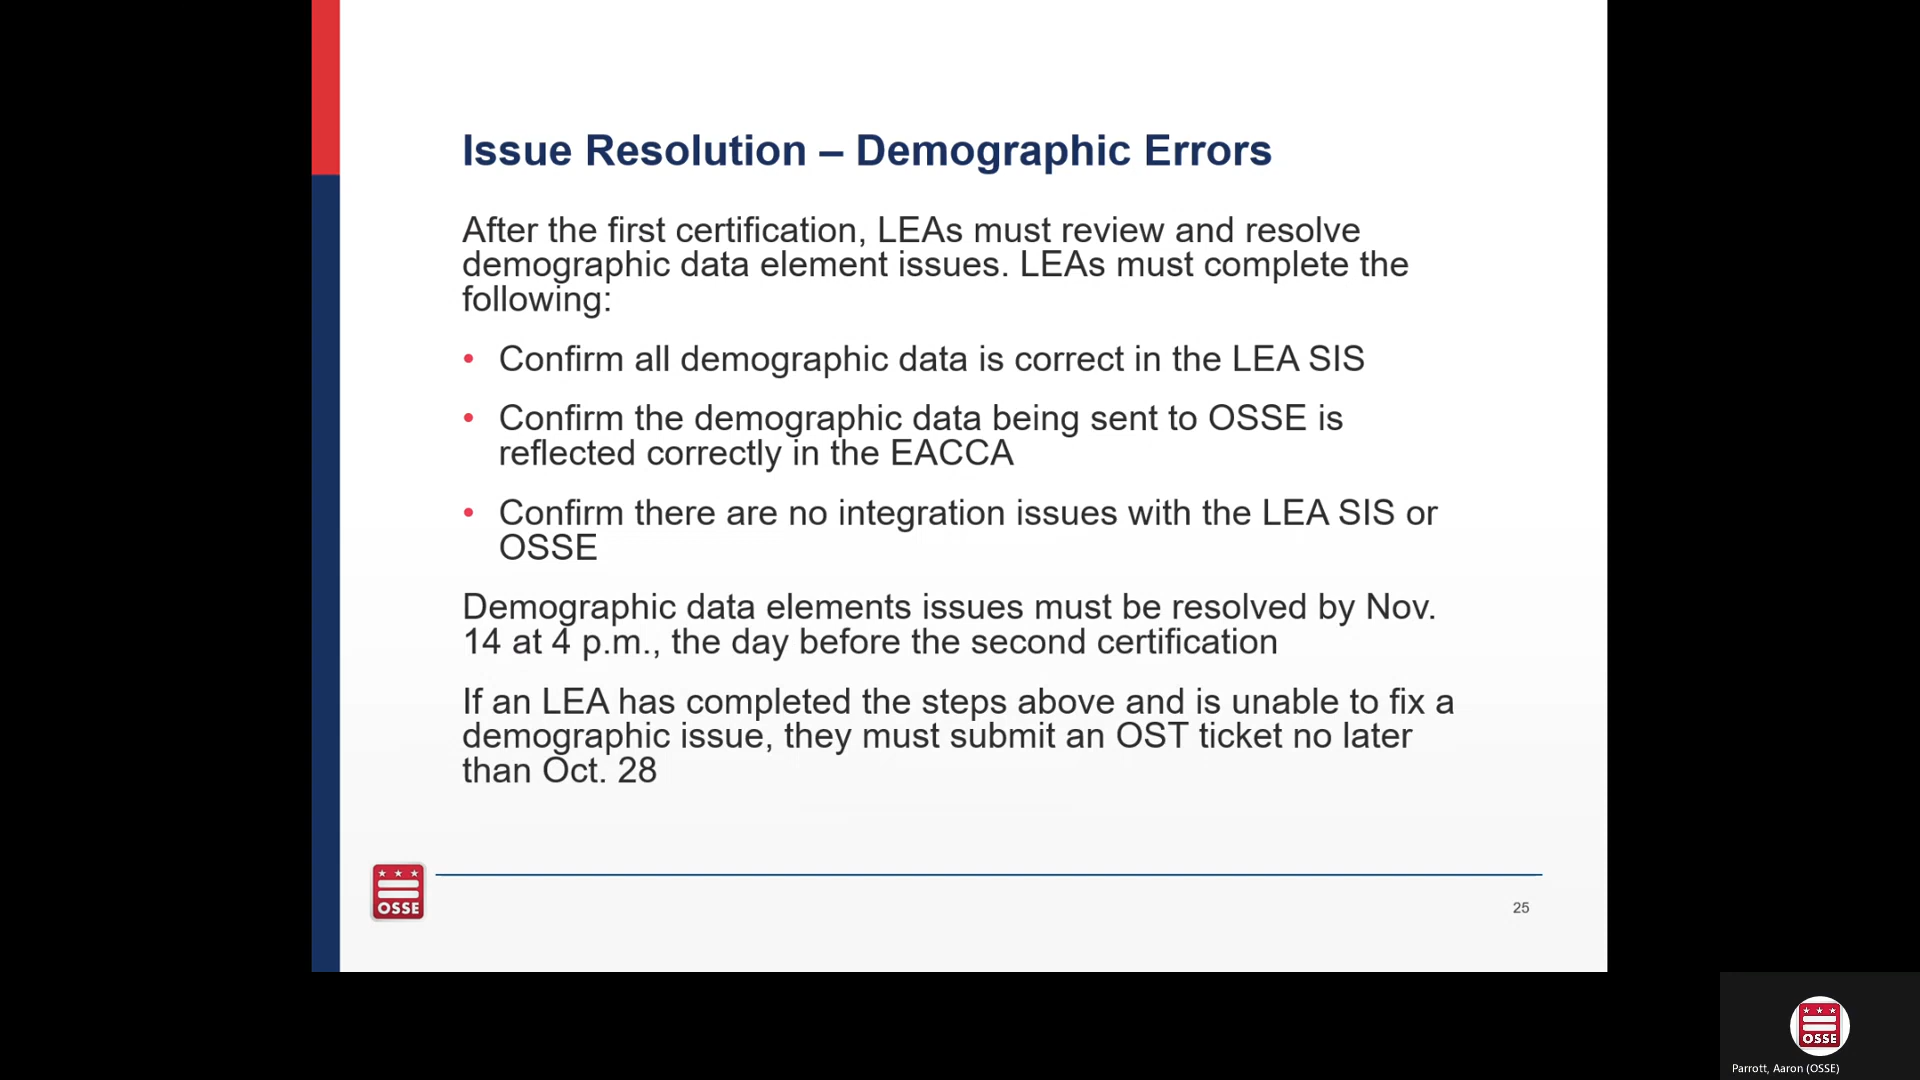 Issue Resolution – Demographic Errors
After the first certification, LEAs must review and resolve
demographic data element issues. LEAs must complete the
following:
• Confirm all demographic data is correct in the LEA SIS
• Confirm the demographic data being sent to OSSE is
reflected correctly in the EACCA
• Confirm there are no integration issues with the LEA SIS or
OSSE
Demographic data elements issues must be resolved by Nov.
14 at 4 p.m., the day before the second certification
If an LEA has completed the steps above and is unable to fix a
demographic issue, they must submit an OST ticket no later
than Oct. 28
OSSE
25
OSSE
Parrott, Aaron (OSSE)